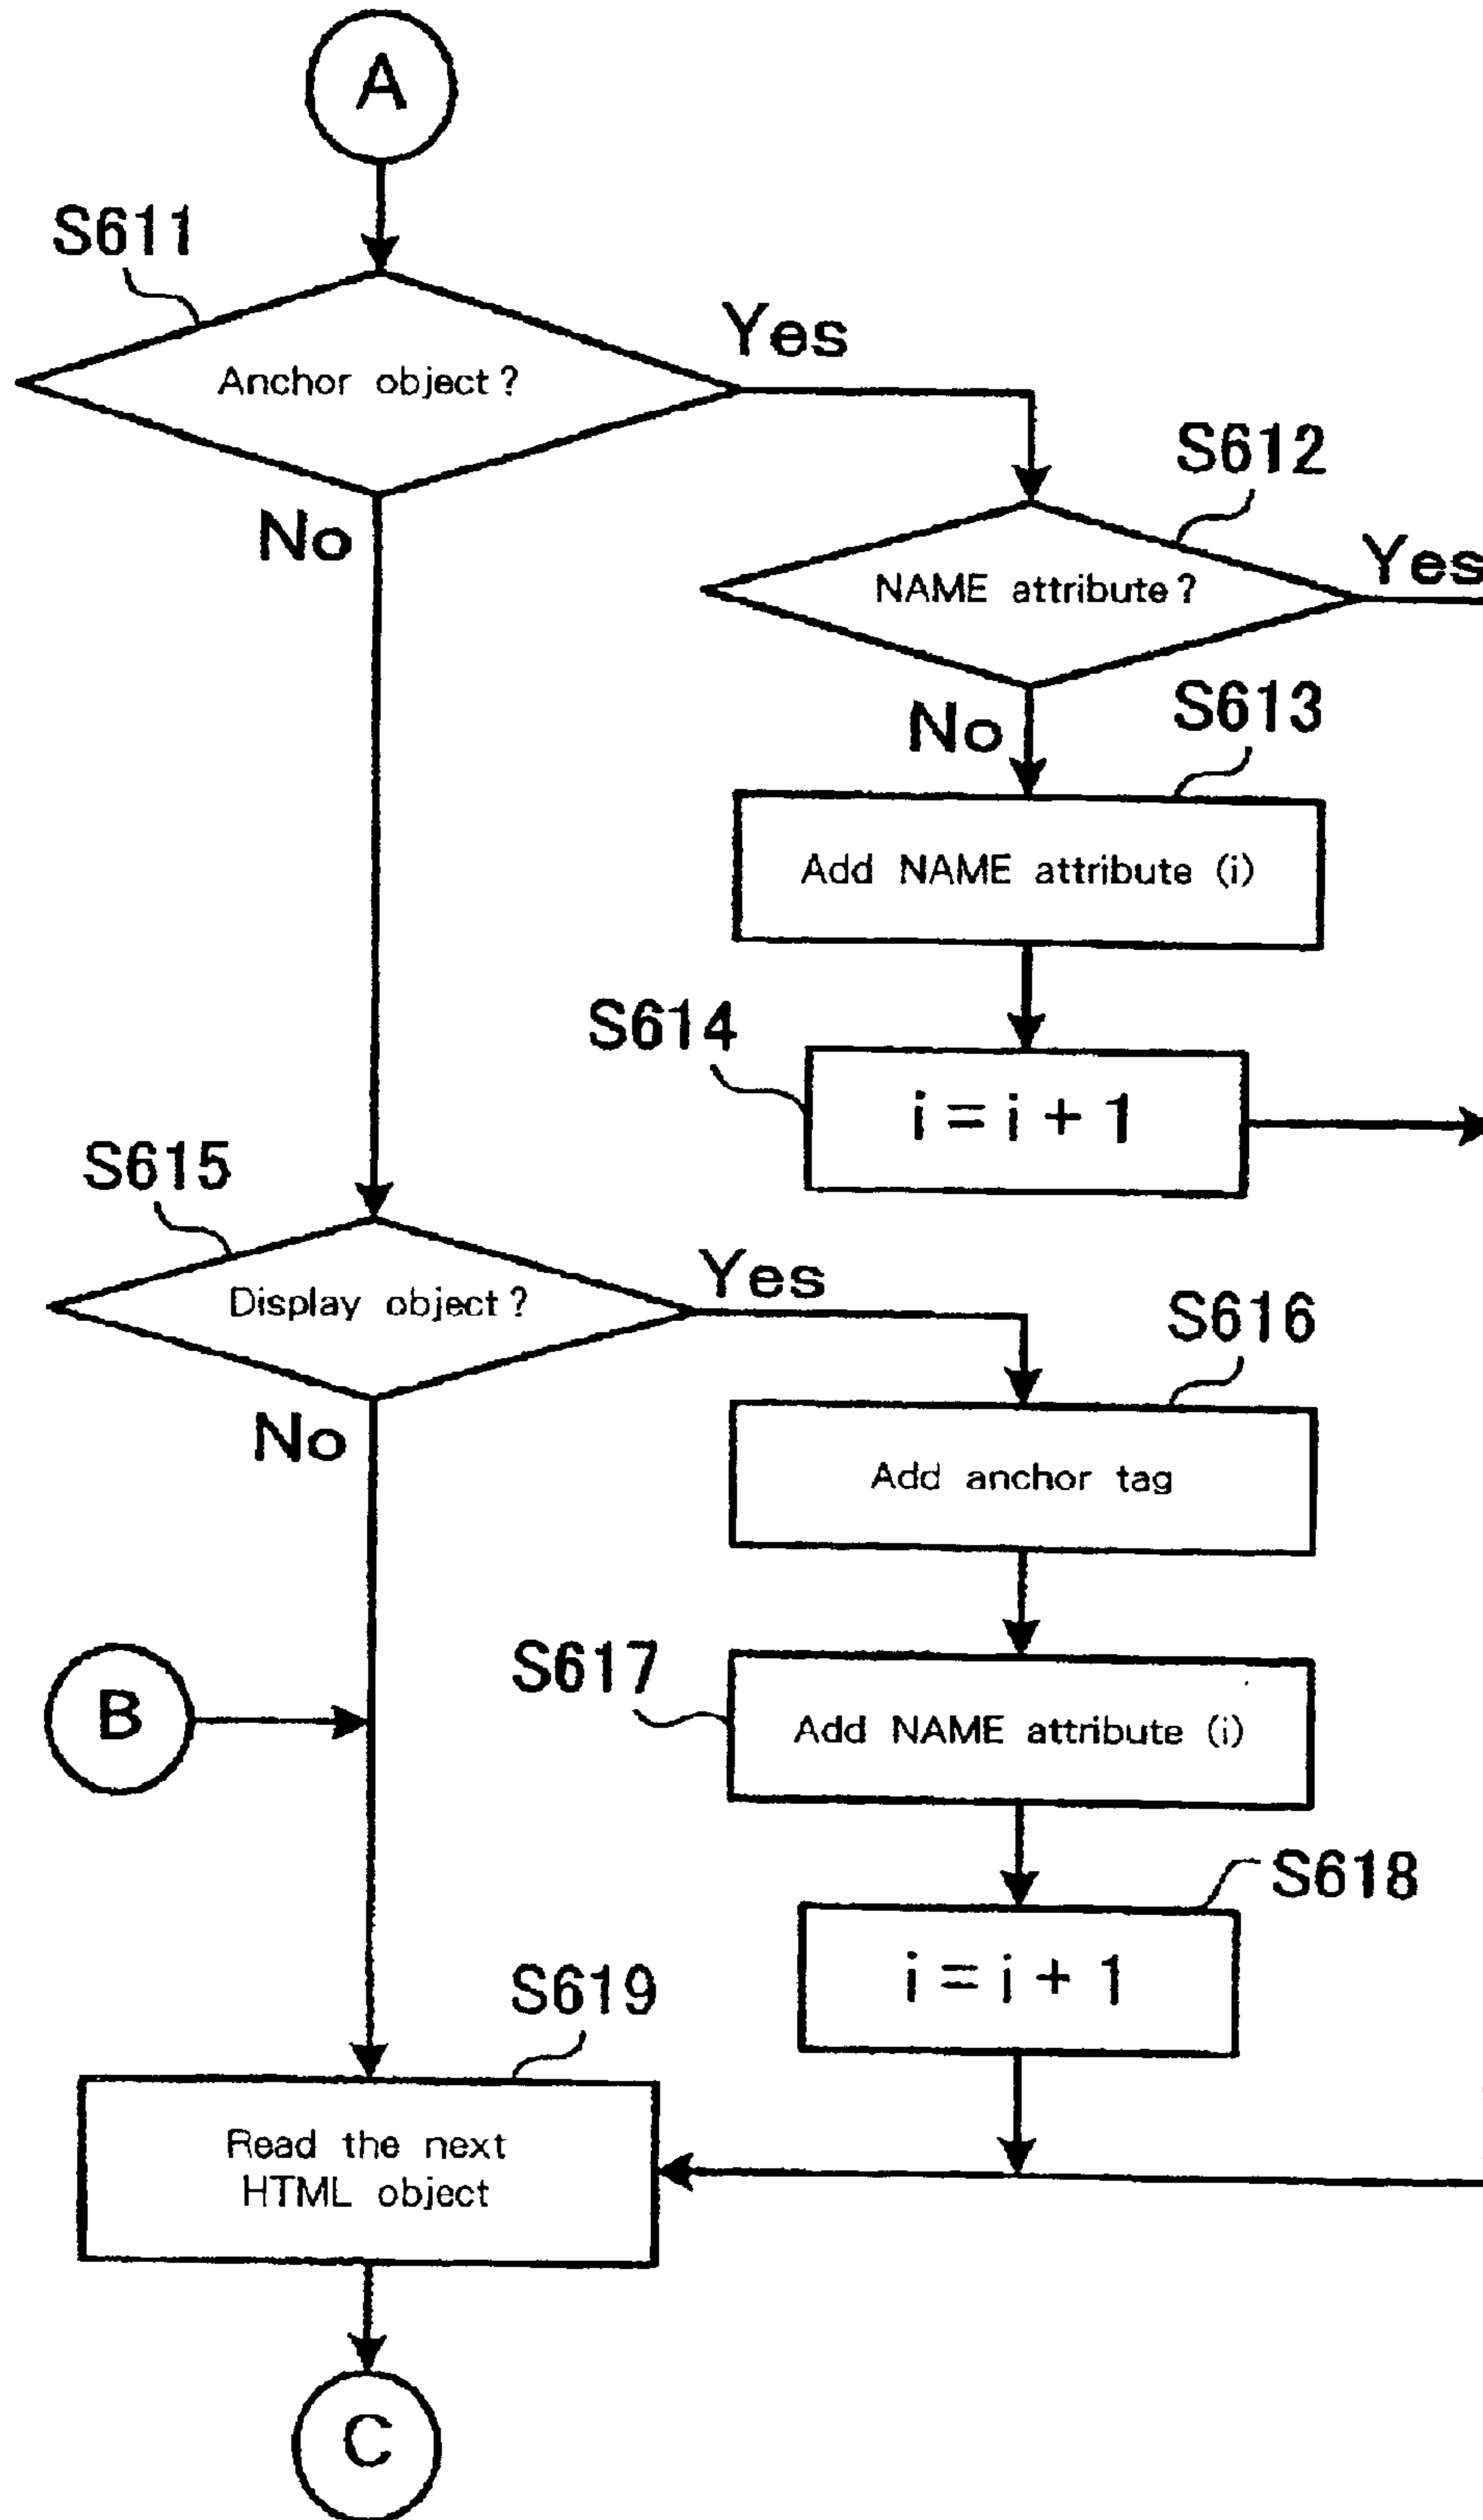 A
S611
Anchor object?
Yes
No
S612
NAME attribute?
Yes
No
S613
Add NAME attribute (i)
S614
i = i + 1
S615
Display object?
Yes
No
S616
Add anchor tag
B
S617
Add NAME attribute (i)
S618
i = i + 1
S619
Read the next
HTML object
C